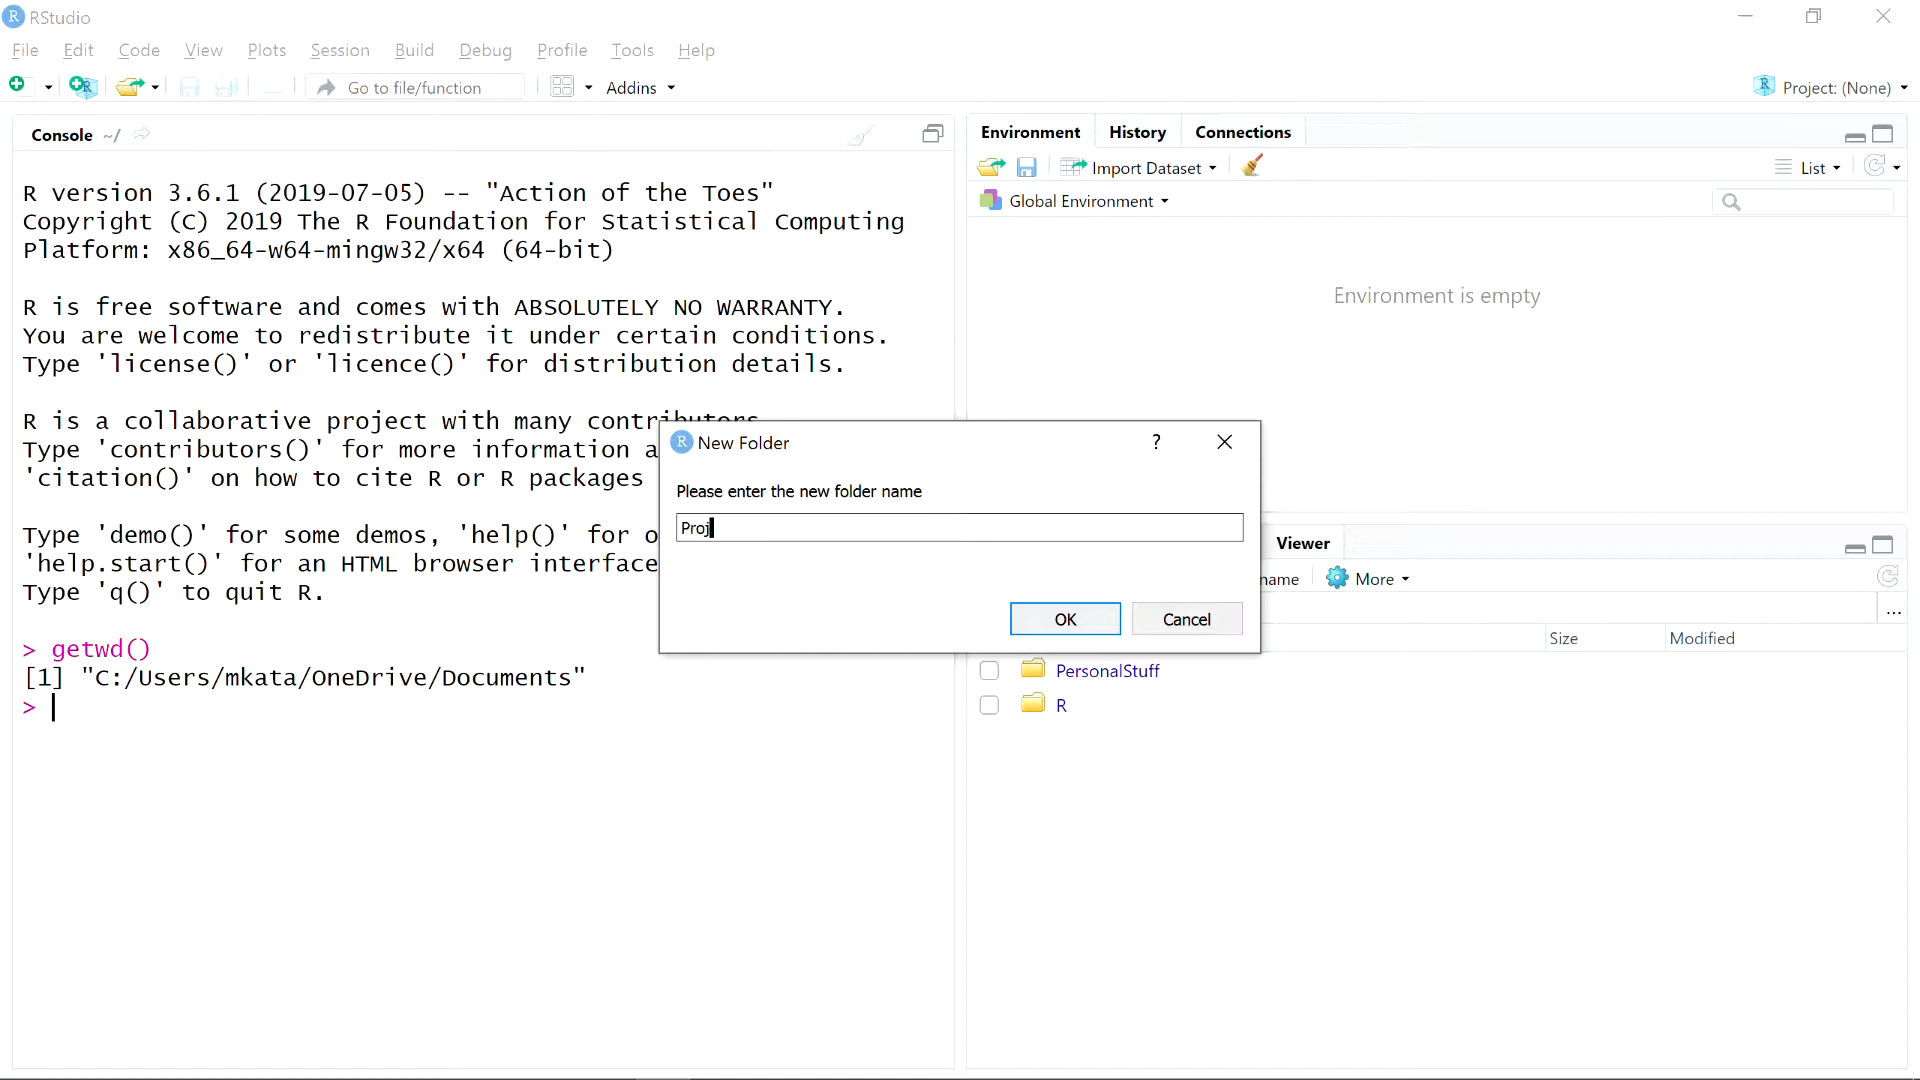 RStudio
File Edit Code View Plots Session Build Debug Profile Tools Help
Go to file/function
Addins
Project: (None)
Console ~/
R version 3.6.1 (2019-07-05) -- "Action of the Toes"
Copyright (C) 2019 The R Foundation for Statistical Computing
Platform: x86_64-w64-mingw32/x64 (64-bit)
R is free software and comes with ABSOLUTELY NO WARRANTY.
You are welcome to redistribute it under certain conditions.
Type 'license()' or 'licence()' for distribution details.
R is a collaborative project with many contributors
Type 'contributors()' for more information a
'citation()' on how to cite R or R packages
Type 'demo()' for some demos, 'help()' for o
'help.start()' for an HTML browser interface
Type 'q()' to quit R.
> getwd()
[1] "C:/Users/mkata/OneDrive/Documents"
>
Environment History Connections
Import Dataset
List
Global Environment
Environment is empty
New Folder
?
Please enter the new folder name
Proj
OK
Cancel
Viewer
name
More
...
Size
Modified
PersonalStuff
R